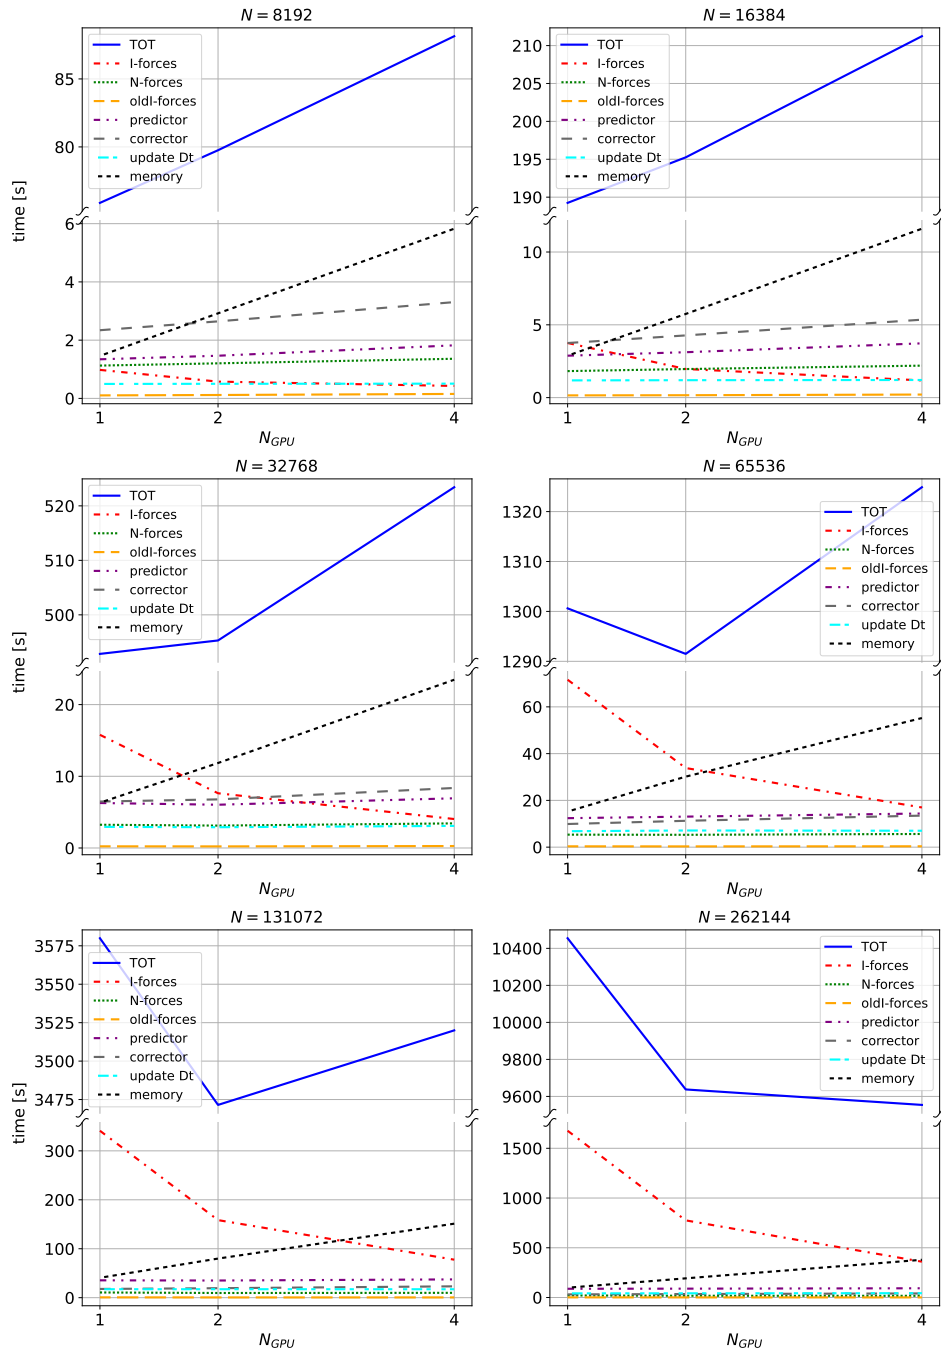 N = 8192
85
80
TOT
I-forces
N-forces
oldI-forces
predictor
corrector
update Dt
memory
time [s]
6
4
2
0
1
2
4
N_GPU
N = 16384
210
205
200
195
190
TOT
I-forces
N-forces
oldI-forces
predictor
corrector
update Dt
memory
10
5
0
1
2
4
N_GPU
N = 32768
520
510
500
TOT
I-forces
N-forces
oldI-forces
predictor
corrector
update Dt
memory
time [s]
20
10
0
1
2
4
N_GPU
N = 65536
1320
1310
1300
1290
TOT
I-forces
N-forces
oldI-forces
predictor
corrector
update Dt
memory
60
40
20
0
1
2
4
N_GPU
N = 131072
3575
3550
3525
3500
3475
TOT
I-forces
N-forces
oldI-forces
predictor
corrector
update Dt
memory
time [s]
300
200
100
0
1
2
4
N_GPU
N = 262144
10400
10200
10000
9800
9600
TOT
I-forces
N-forces
oldI-forces
predictor
corrector
update Dt
memory
1500
1000
500
0
1
2
4
N_GPU